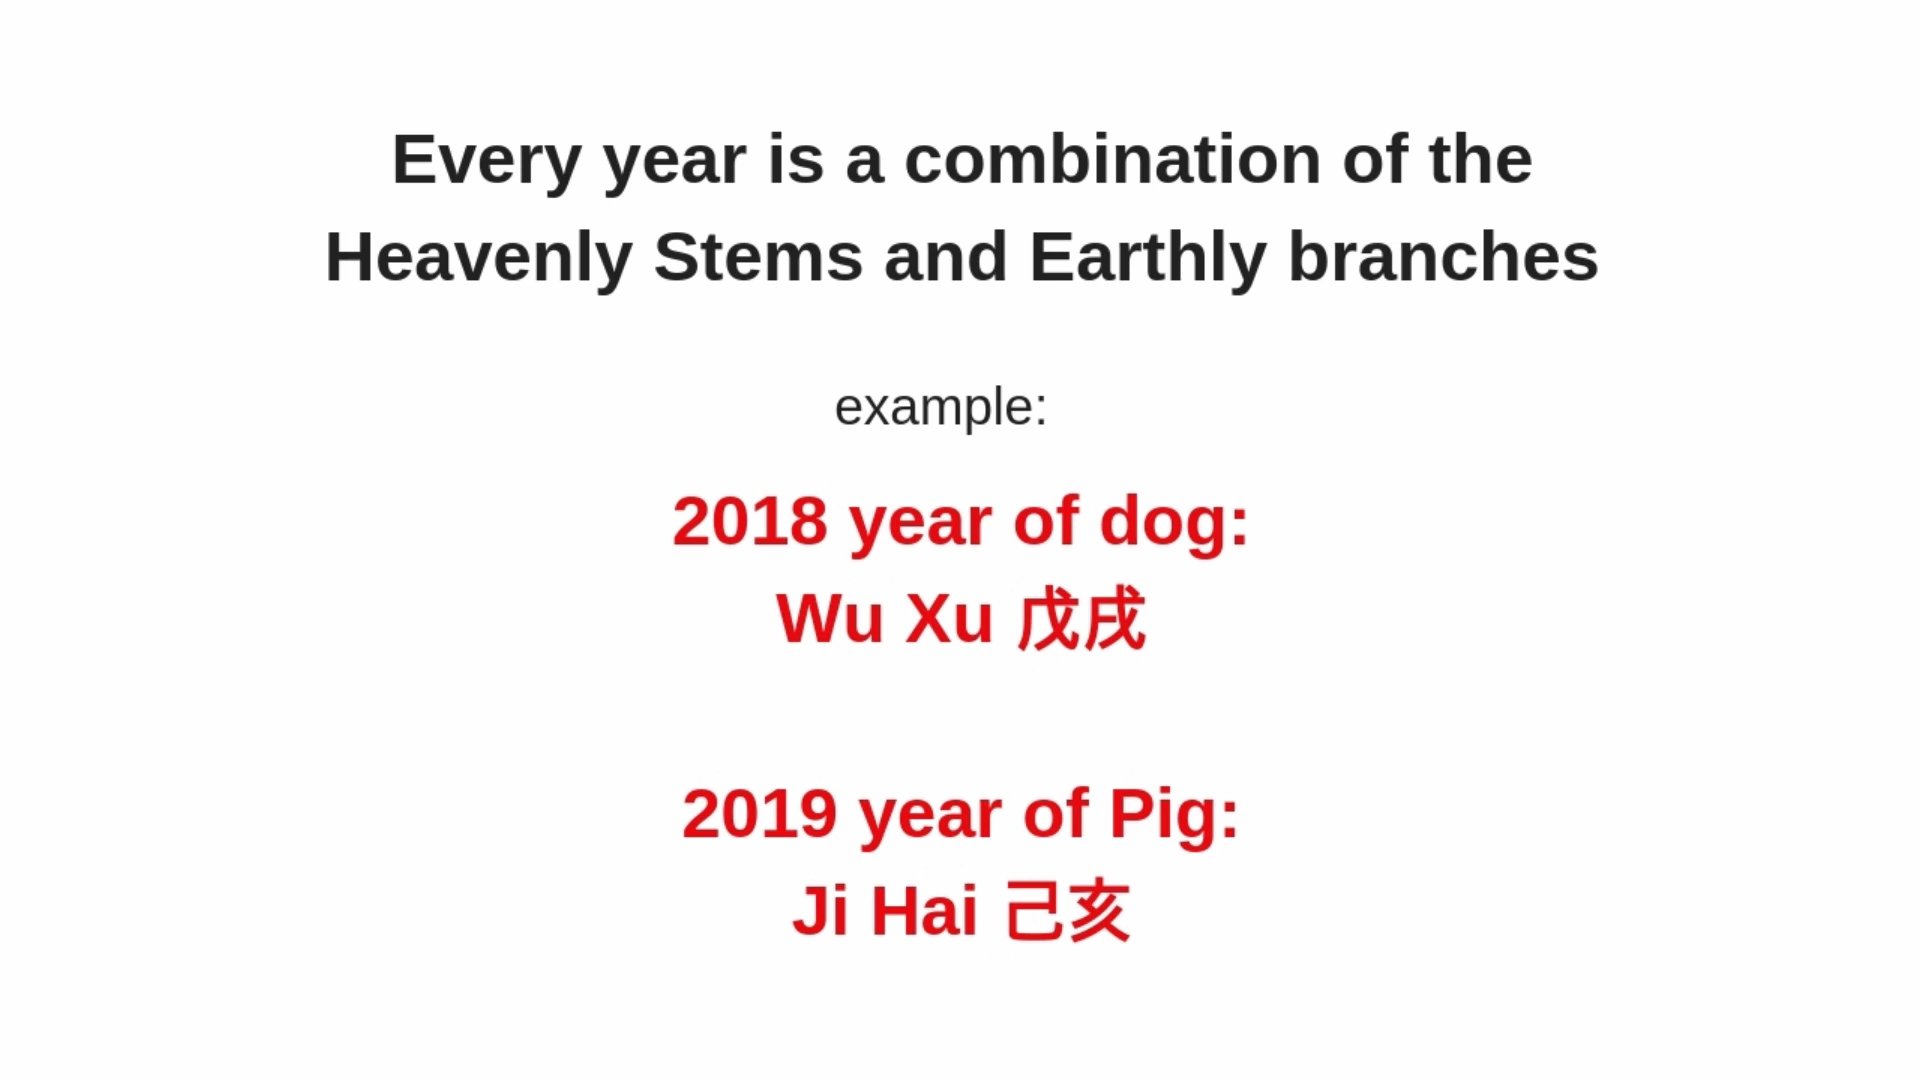 Every year is a combination of the
Heavenly Stems and Earthly branches
example:
2018 year of dog:
Wu Xu 戊戌
2019 year of Pig:
Ji Hai 己亥